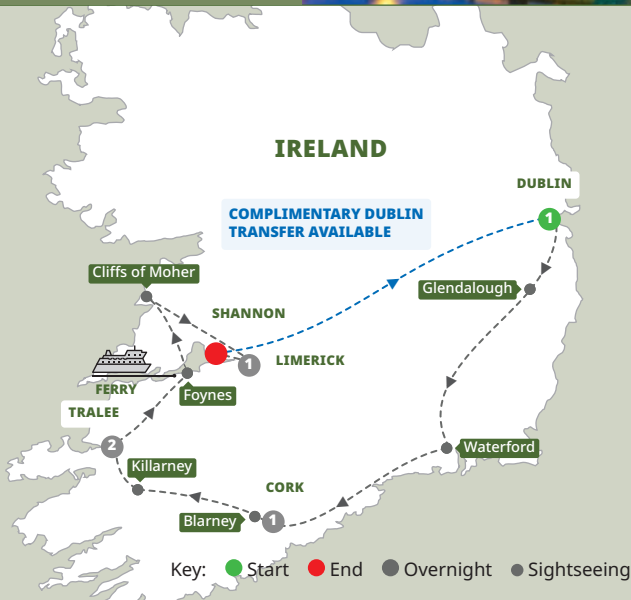 IRELAND
DUBLIN
1
COMPLIMENTARY DUBLIN
TRANSFER AVAILABLE
Cliffs of Moher
Glendalough
SHANNON
LIMERICK
1
FERRY
Foynes
TRALEE
2
Killarney
Waterford
CORK
Blarney
1
Key: Start End Overnight Sightseeing